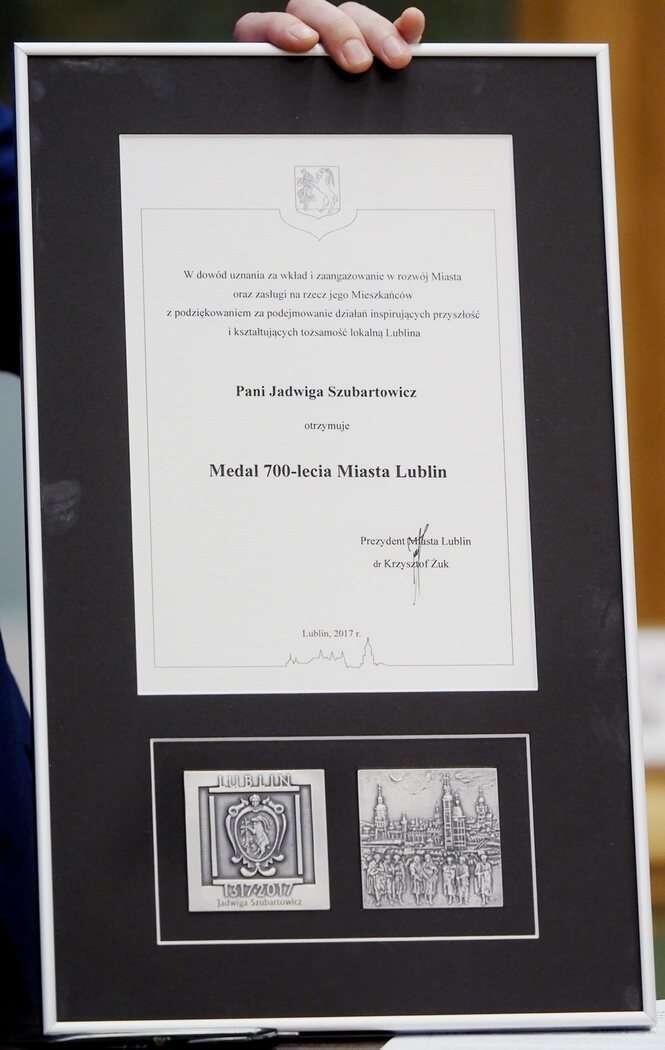 W dowód uznania za wkład i zaangażowanie w rozwój Miasta
oraz zasługi na rzecz jego Mieszkańców
z podziękowaniem za podejmowanie działań inspirujących przyszłość
i kształtujących tożsamość lokalną Lublina
Pani Jadwiga Szubartowicz
otrzymuje
Medal 700-lecia Miasta Lublin
Prezydent Miasta Lublin
dr Krzysztof Żuk
Lublin, 2017 r.
LUBLIN
1317-2017
Jadwiga Szubartowicz